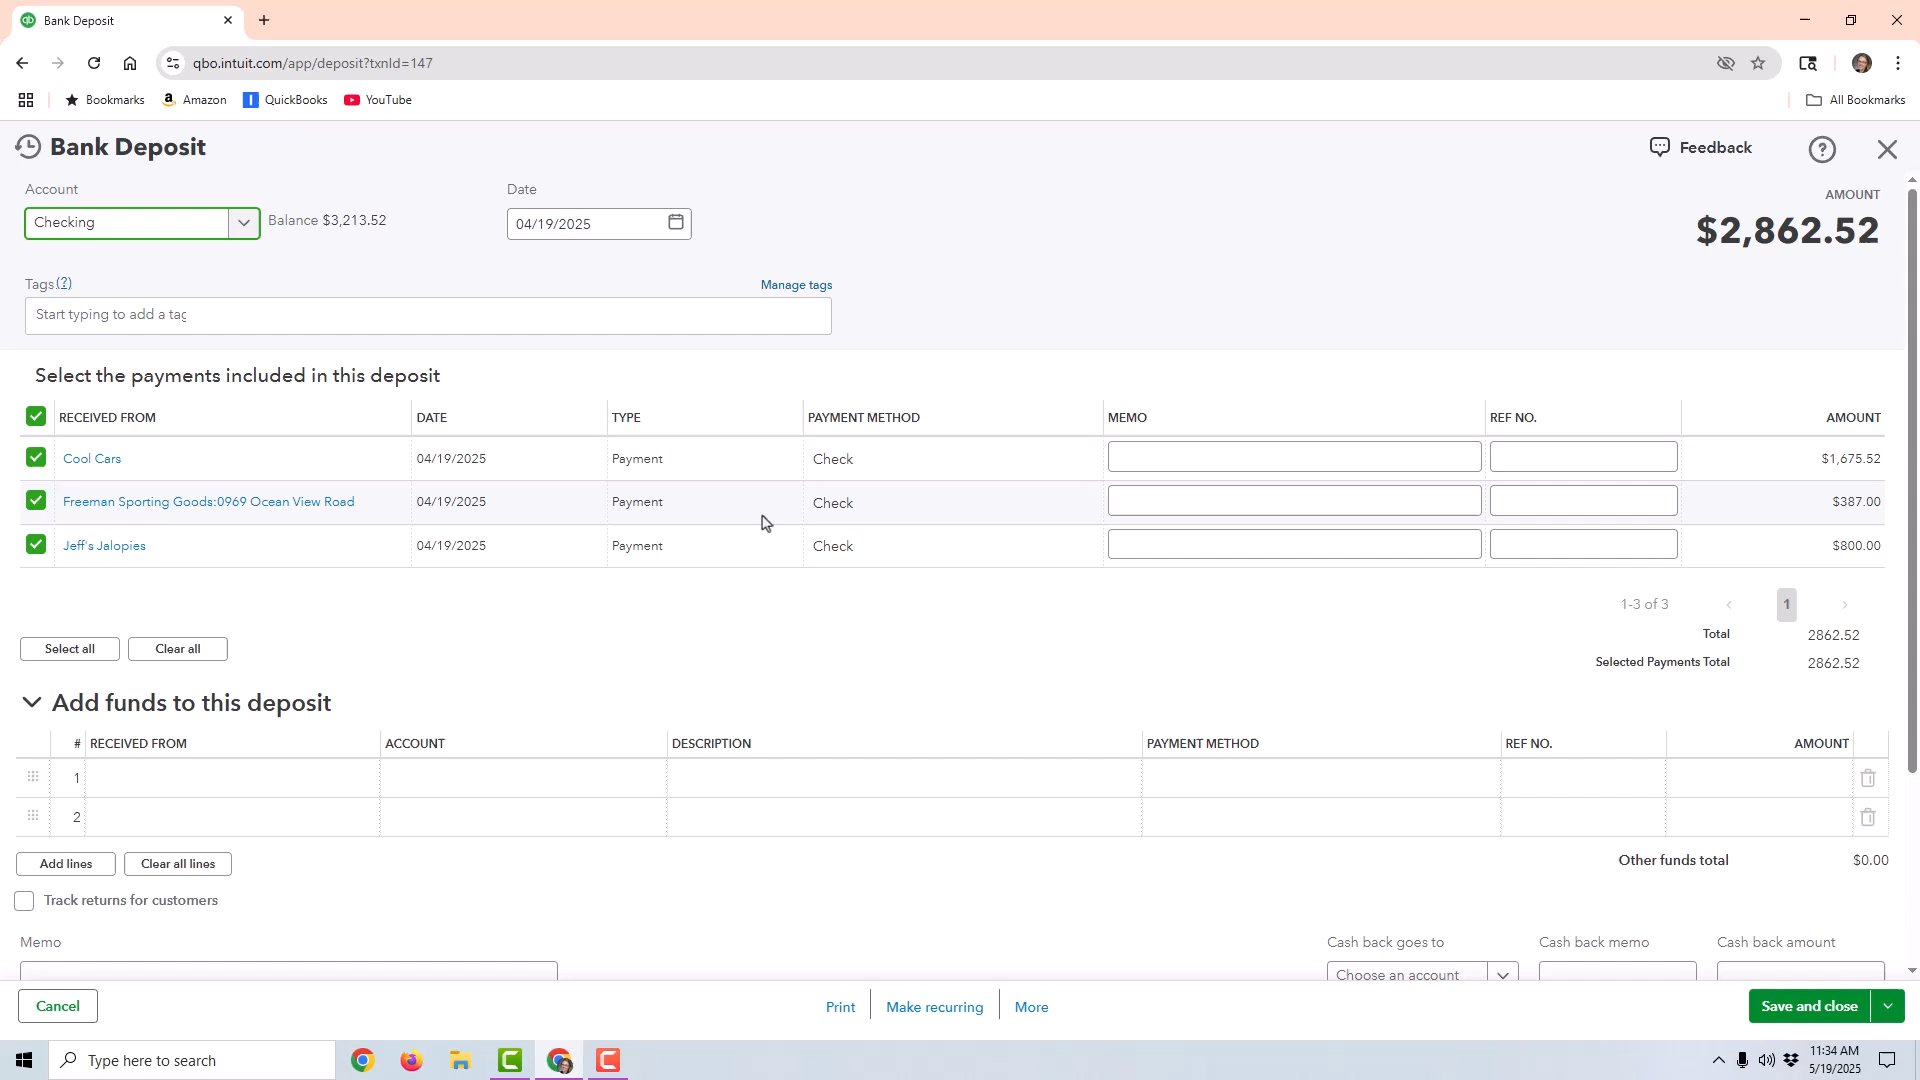 Bank Deposit
qbo.intuit.com/app/deposit?txnId=147
Bookmarks Amazon QuickBooks YouTube All Bookmarks
Bank Deposit Feedback
Account Date
Checking Balance $3,213.52 04/19/2025
AMOUNT
$2,862.52
Tags (?) Manage tags
Start typing to add a tag
Select the payments included in this deposit
RECEIVED FROM DATE TYPE PAYMENT METHOD MEMO REF NO. AMOUNT
Cool Cars 04/19/2025 Payment Check $1,675.52
Freeman Sporting Goods:0969 Ocean View Road 04/19/2025 Payment Check $387.00
Jeff's Jalopies 04/19/2025 Payment Check $800.00
1-3 of 3 1
Total 2862.52
Select all Clear all
Selected Payments Total 2862.52
Add funds to this deposit
# RECEIVED FROM ACCOUNT DESCRIPTION PAYMENT METHOD REF NO. AMOUNT
1
2
Add lines Clear all lines Other funds total $0.00
Track returns for customers
Memo Cash back goes to Cash back memo Cash back amount
Choose an account
Cancel Print Make recurring More Save and close
Type here to search
11:34 AM
5/19/2025